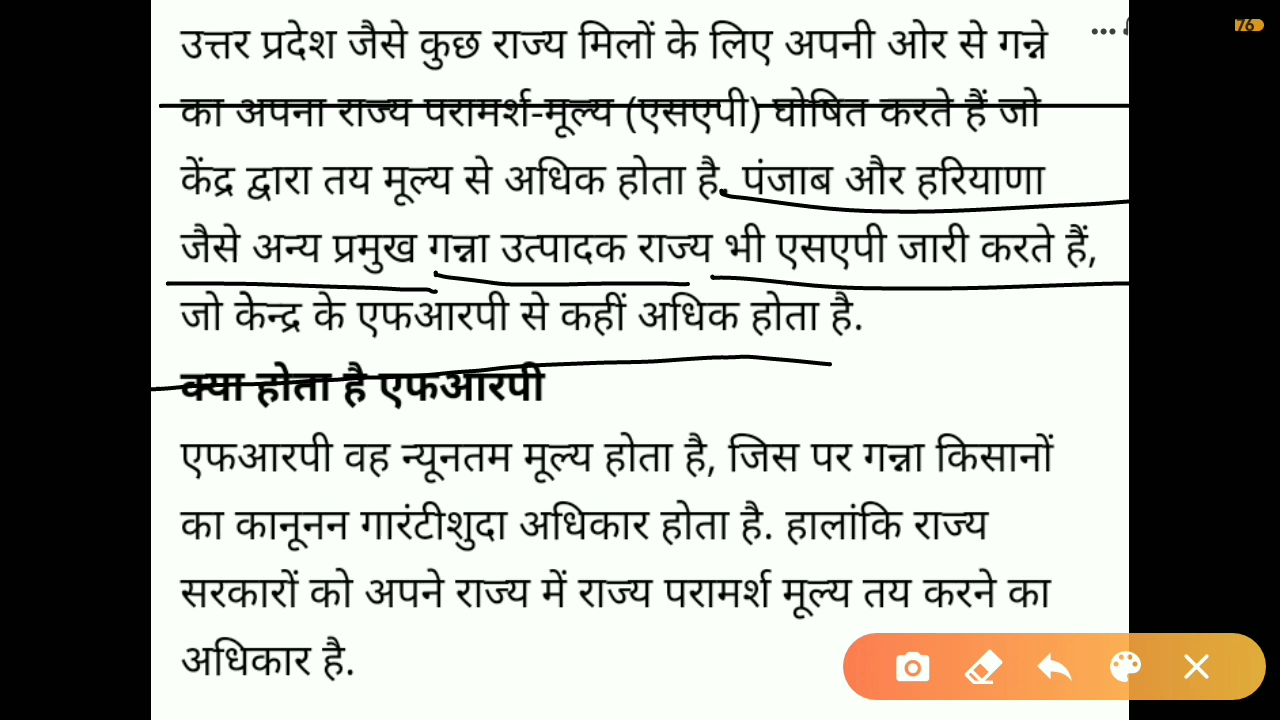 76
उत्तर प्रदेश जैसे कुछ राज्य मिलों के लिए अपनी ओर से गन्ने
का अपना राज्य परामर्श-मूल्य (एसएपी) घोषित करते हैं जो
केंद्र द्वारा तय मूल्य से अधिक होता है. पंजाब और हरियाणा
जैसे अन्य प्रमुख गन्ना उत्पादक राज्य भी एसएपी जारी करते हैं,
जो केन्द्र के एफआरपी से कहीं अधिक होता है.
क्या होता है एफआरपी
एफआरपी वह न्यूनतम मूल्य होता है, जिस पर गन्ना किसानों
का कानूनन गारंटीशुदा अधिकार होता है. हालांकि राज्य
सरकारों को अपने राज्य में राज्य परामर्श मूल्य तय करने का
अधिकार है.